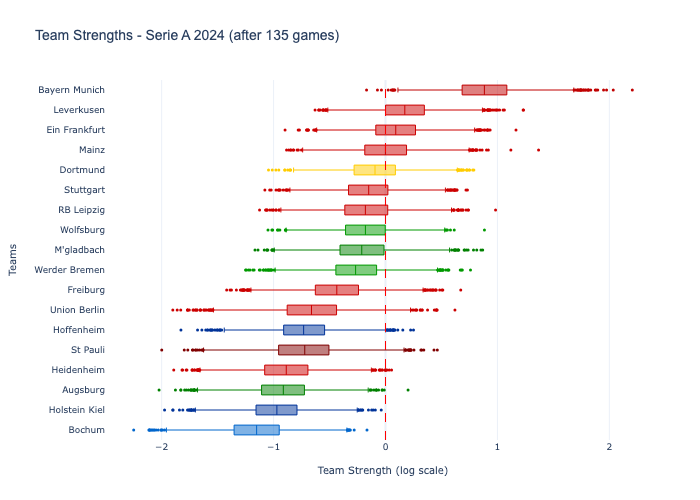 Team Strengths - Serie A 2024 (after 135 games)
Bayern Munich
Leverkusen
Ein Frankfurt
Mainz
Dortmund
Stuttgart
RB Leipzig
Wolfsburg
M'gladbach
Werder Bremen
Freiburg
Union Berlin
Hoffenheim
St Pauli
Heidenheim
Augsburg
Holstein Kiel
Bochum
Teams
−2 −1 0 1 2
Team Strength (log scale)